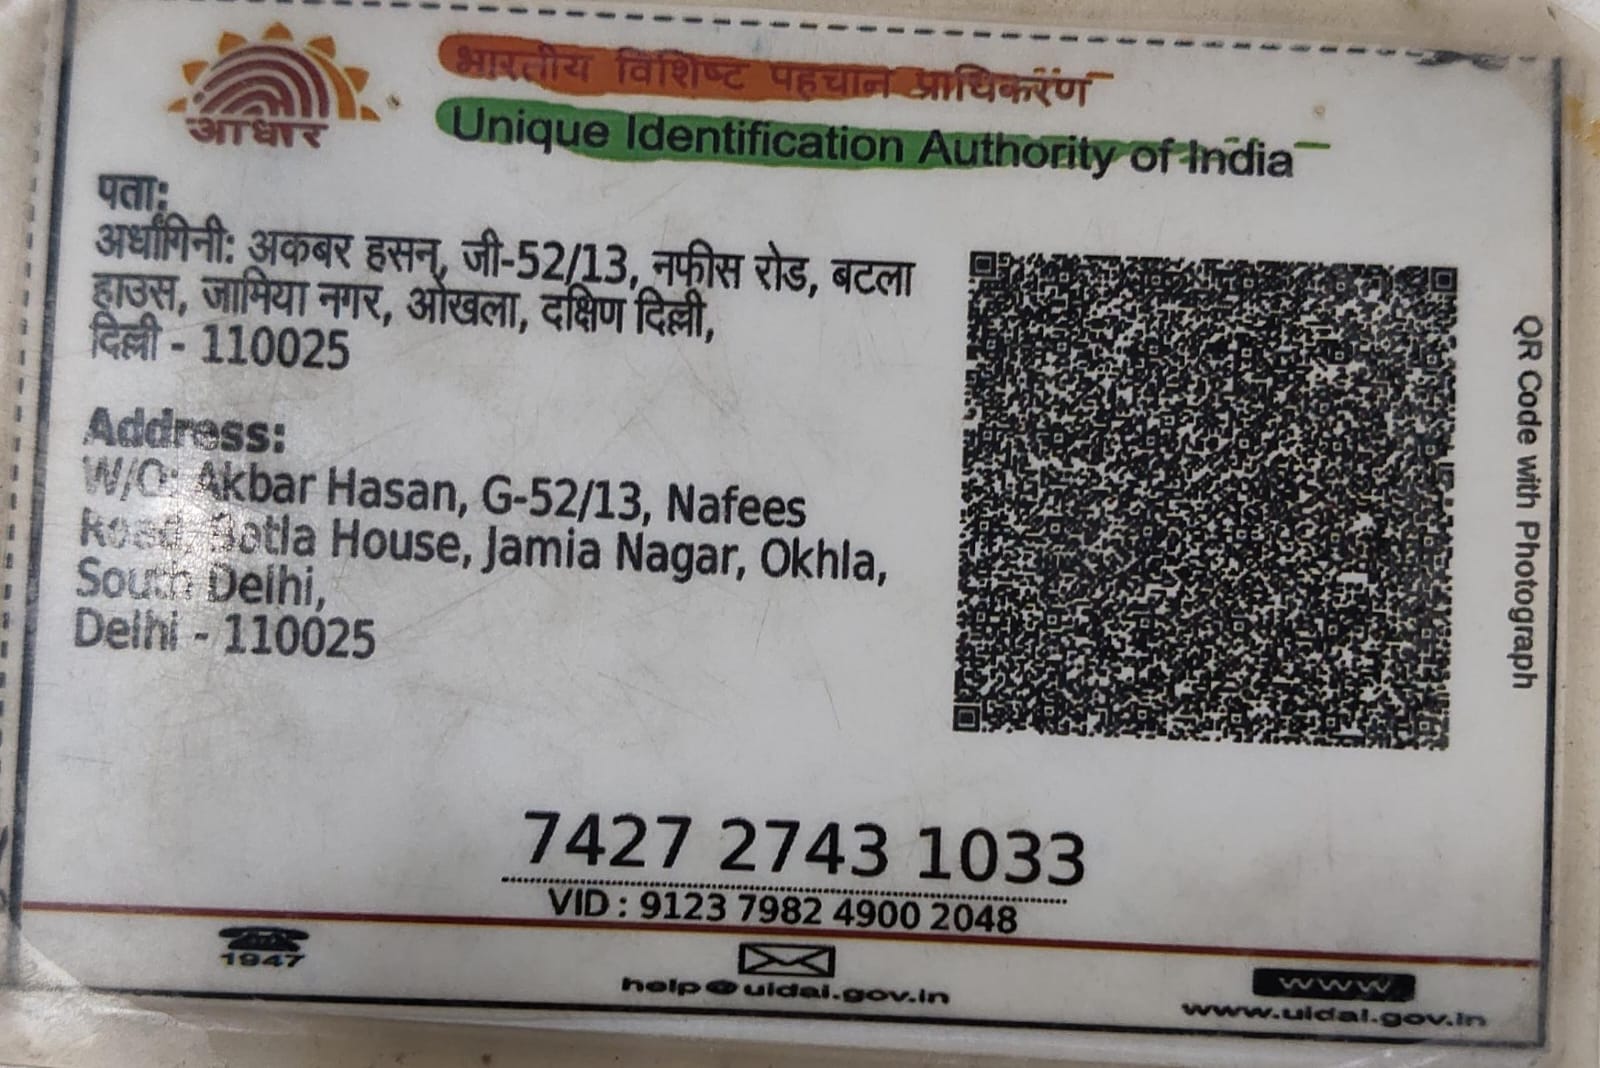 आधार
भारतीय विशिष्ट पहचान प्राधिकरण
Unique Identification Authority of India
पता:
अर्धांगिनी: अकबर हसन, जी-52/13, नफीस रोड, बटला
हाउस, जामिया नगर, ओखला, दक्षिण दिल्ली,
दिल्ली - 110025
Address:
W/O: Akbar Hasan, G-52/13, Nafees
Road, Batla House, Jamia Nagar, Okhla,
South Delhi,
Delhi - 110025
QR Code with Photograph
7427 2743 1033
VID : 9123 7982 4900 2048
1947
help@uidai.gov.in
www
www.uidai.gov.in